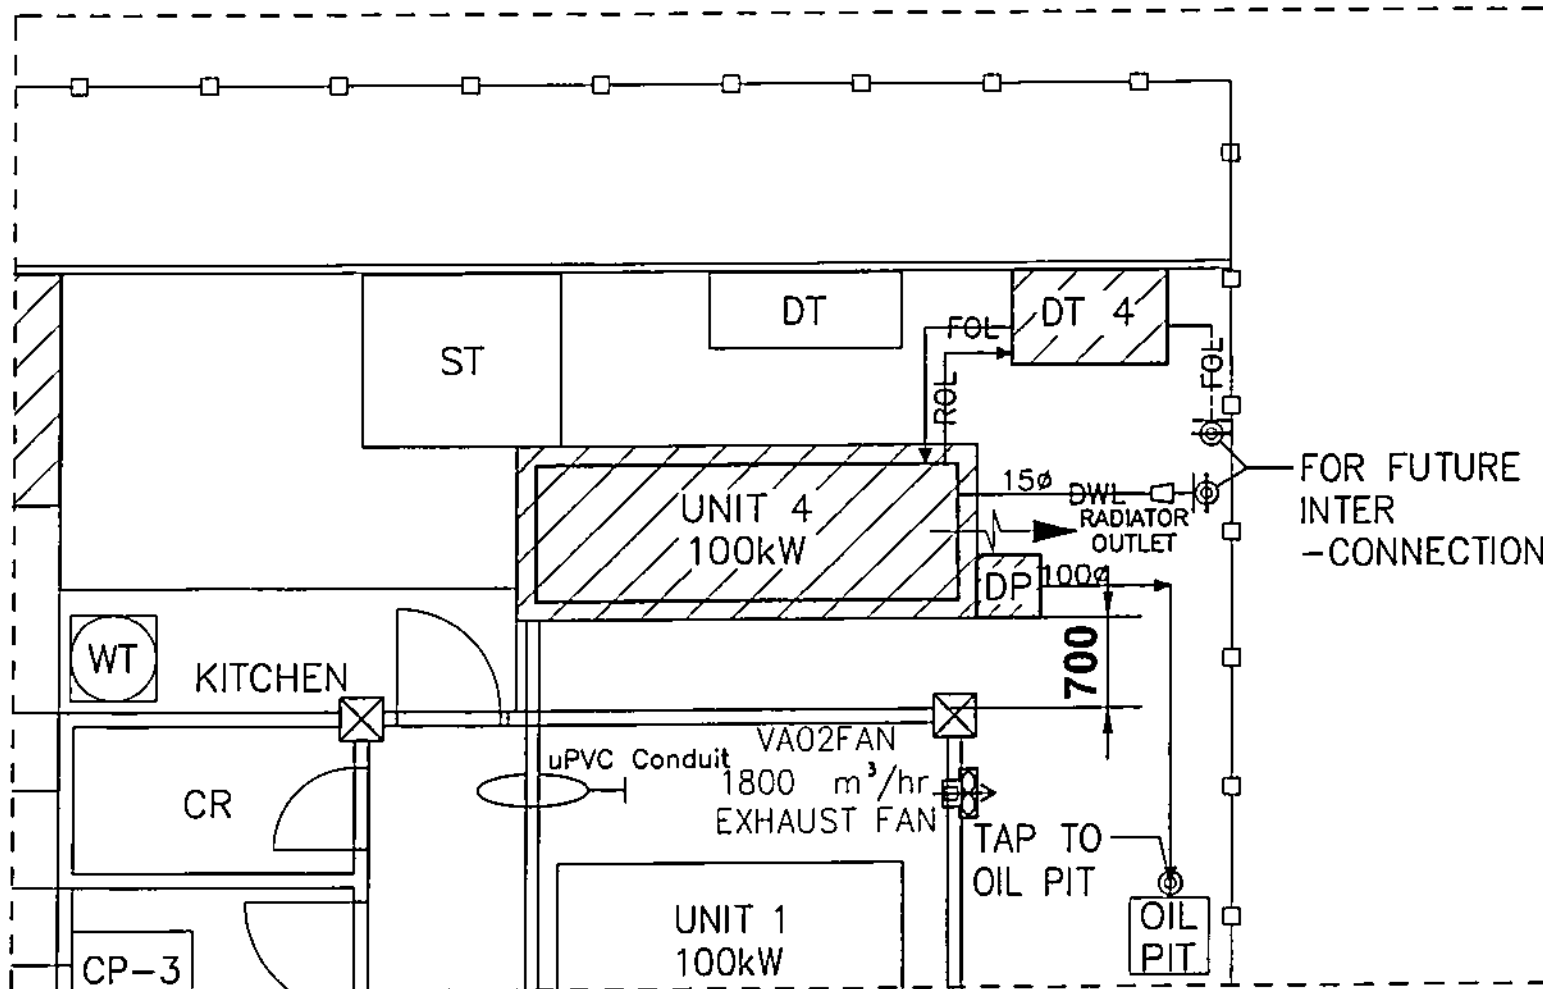 DT
DT 4
ST
FOL
ROL
FOL
UNIT 4
100kW
15ø
DWL
RADIATOR
OUTLET
FOR FUTURE
INTER
-CONNECTION
DP
100ø
700
WT
KITCHEN
uPVC Conduit
VA02FAN
1800 m³/hr
EXHAUST FAN
CR
TAP TO
OIL PIT
UNIT 1
100kW
OIL
PIT
CP-3